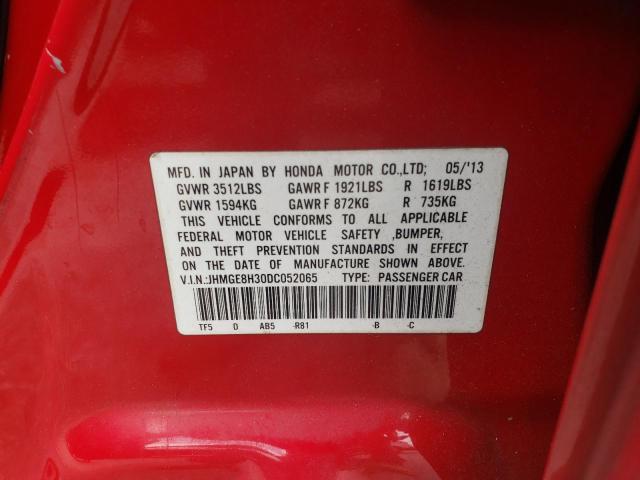 MFD. IN JAPAN BY HONDA MOTOR CO.,LTD; 05/'13
GVWR 3512LBS GAWR F 1921LBS R 1619LBS
GVWR 1594KG GAWR F 872KG R 735KG
THIS VEHICLE CONFORMS TO ALL APPLICABLE
FEDERAL MOTOR VEHICLE SAFETY ,BUMPER,
AND THEFT PREVENTION STANDARDS IN EFFECT
ON THE DATE OF MANUFACTURE SHOWN ABOVE.
V.I.N.:JHMGE8H30DC052065 TYPE: PASSENGER CAR
TF5 D AB5 -R81 -B -C